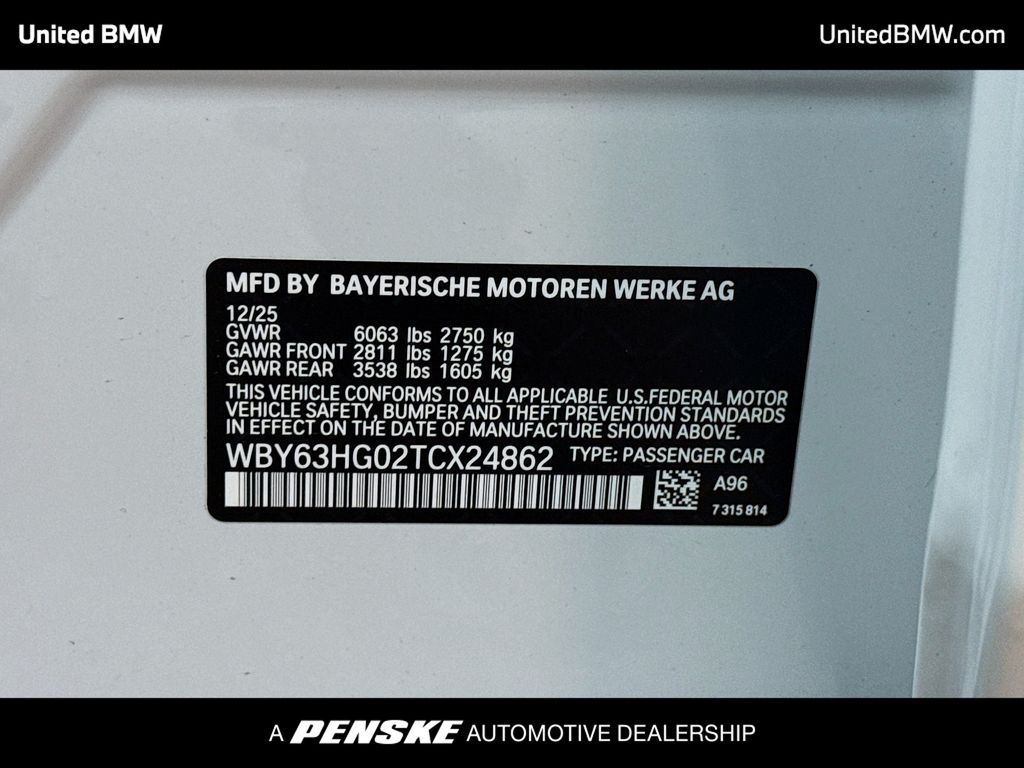 United BMW
UnitedBMW.com
MFD BY BAYERISCHE MOTOREN WERKE AG
12/25
GVWR 6063 lbs 2750 kg
GAWR FRONT 2811 lbs 1275 kg
GAWR REAR 3538 lbs 1605 kg
THIS VEHICLE CONFORMS TO ALL APPLICABLE U.S.FEDERAL MOTOR
VEHICLE SAFETY, BUMPER AND THEFT PREVENTION STANDARDS
IN EFFECT ON THE DATE OF MANUFACTURE SHOWN ABOVE.
WBY63HG02TCX24862 TYPE: PASSENGER CAR
A96
7 315 814
A PENSKE AUTOMOTIVE DEALERSHIP